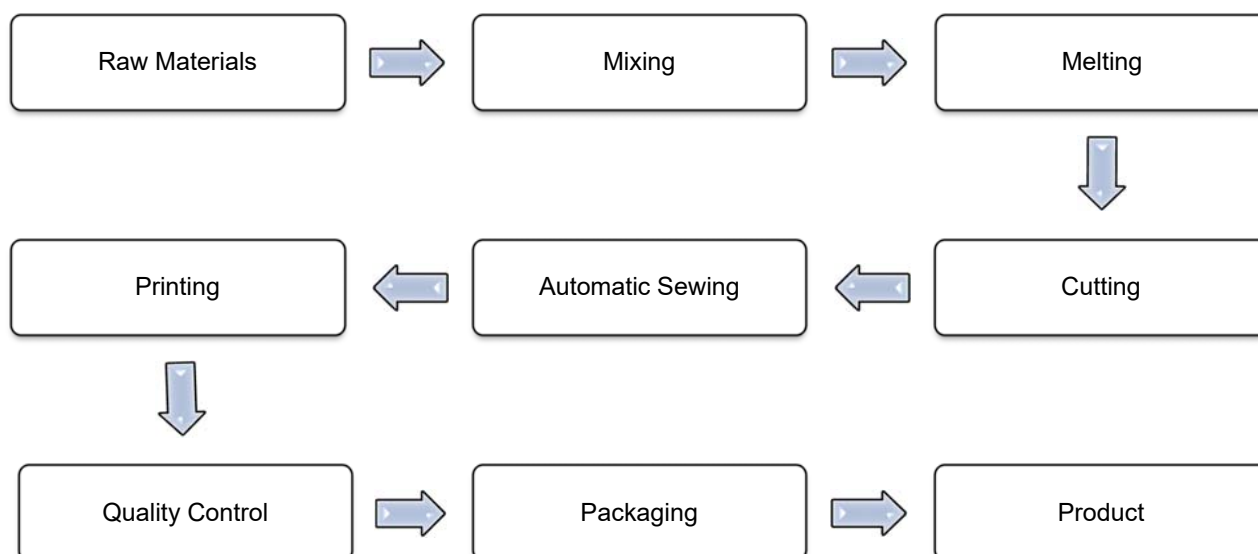 Raw Materials
Mixing
Melting
Cutting
Automatic Sewing
Printing
Quality Control
Packaging
Product